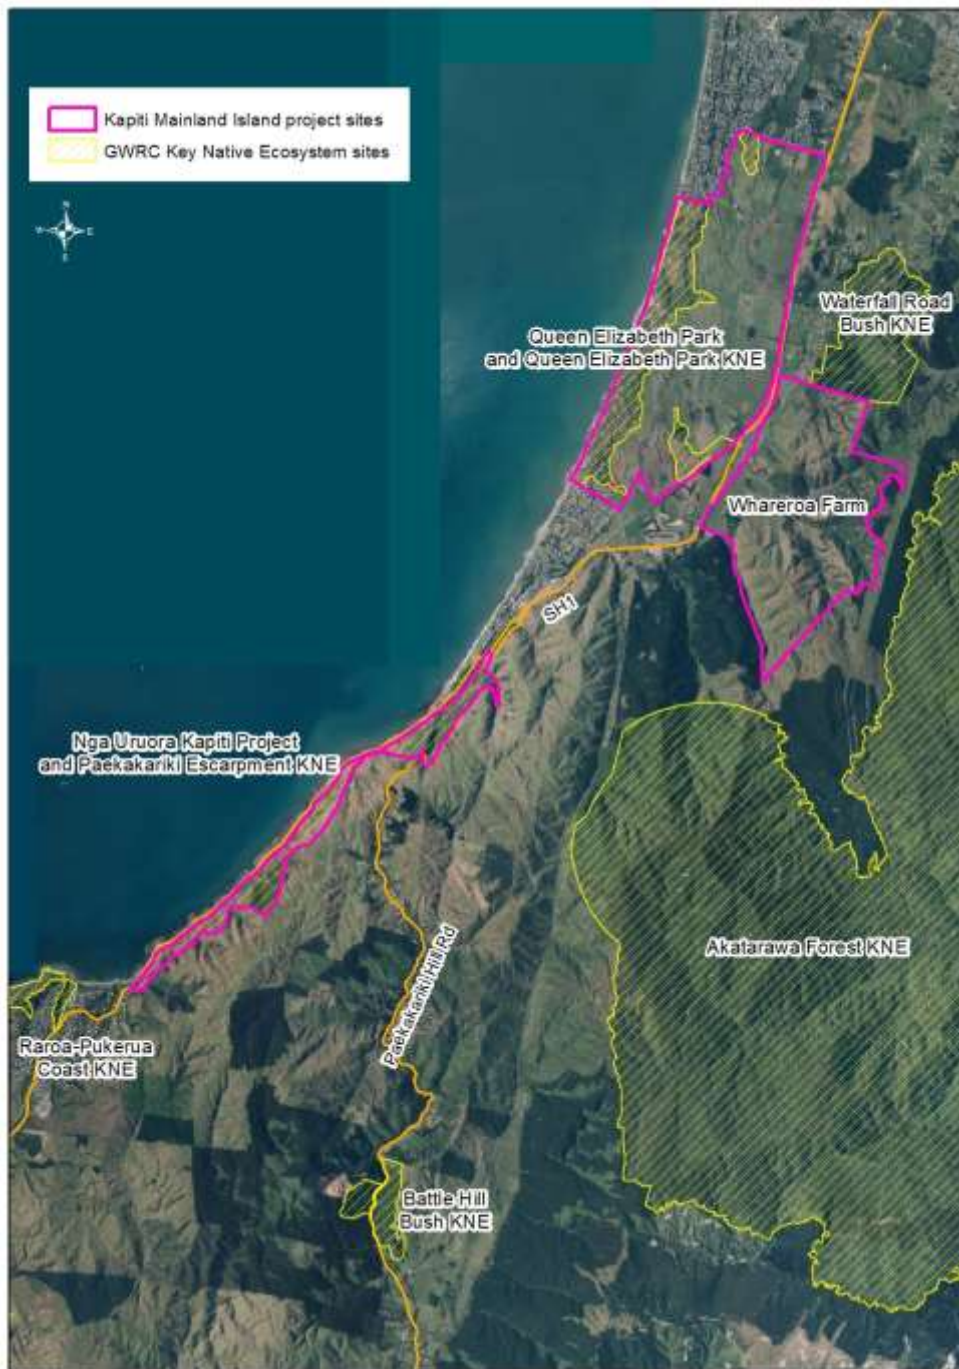 Kapiti Mainland Island project sites
GWRC Key Native Ecosystem sites
N
W
E
S
Waterfall Road
Bush KNE
Queen Elizabeth Park
and Queen Elizabeth Park KNE
Whareroa Farm
SH1
Nga Uruora Kapiti Project
and Paekakariki Escarpment KNE
Akatarawa Forest KNE
Paekakariki Hill Rd
Raroa-Pukerua
Coast KNE
Battle Hill
Bush KNE